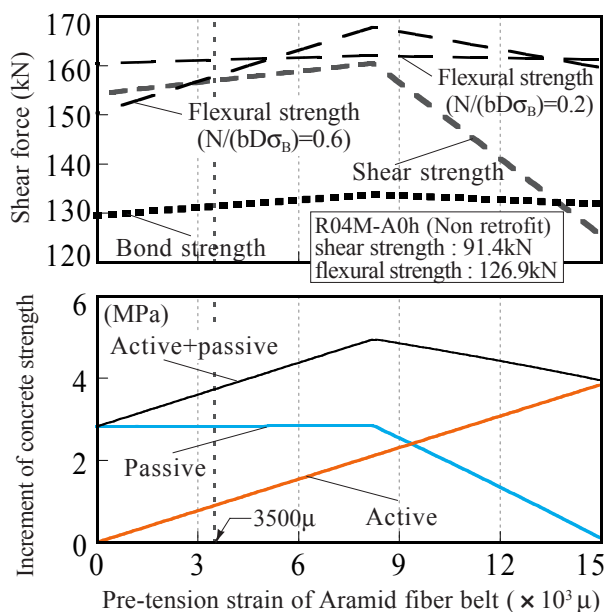 Shear force (kN)
170
160
150
140
130
120
Flexural strength
(N/(bDσB)=0.6)
Flexural strength
(N/(bDσB)=0.2)
Shear strength
Bond strength
R04M-A0h (Non retrofit)
shear strength : 91.4kN
flexural strength : 126.9kN
Increment of concrete strength
6
4
2
0
(MPa)
Active+passive
Passive
Active
3500μ
0 3 6 9 12 15
Pre-tension strain of Aramid fiber belt (×10³ μ)